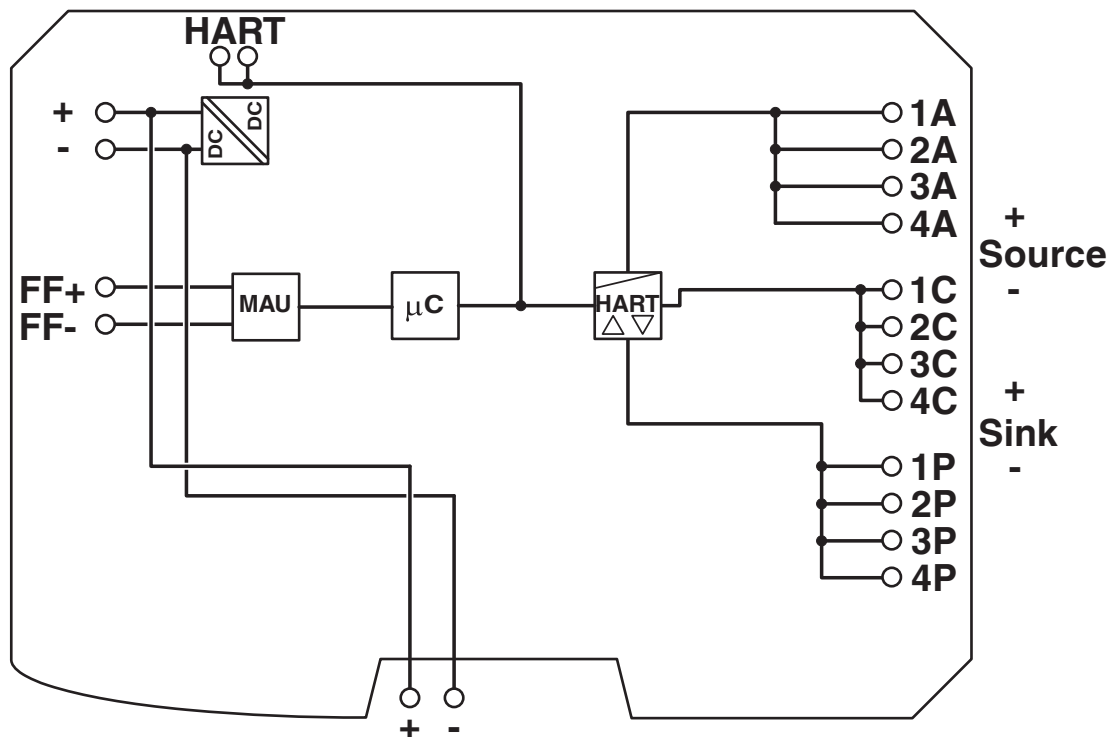 HART
+
-
DC
DC
FF+
FF-
MAU
μC
HART
1A
2A
3A
4A
+
Source
-
1C
2C
3C
4C
+
Sink
-
1P
2P
3P
4P
+ -